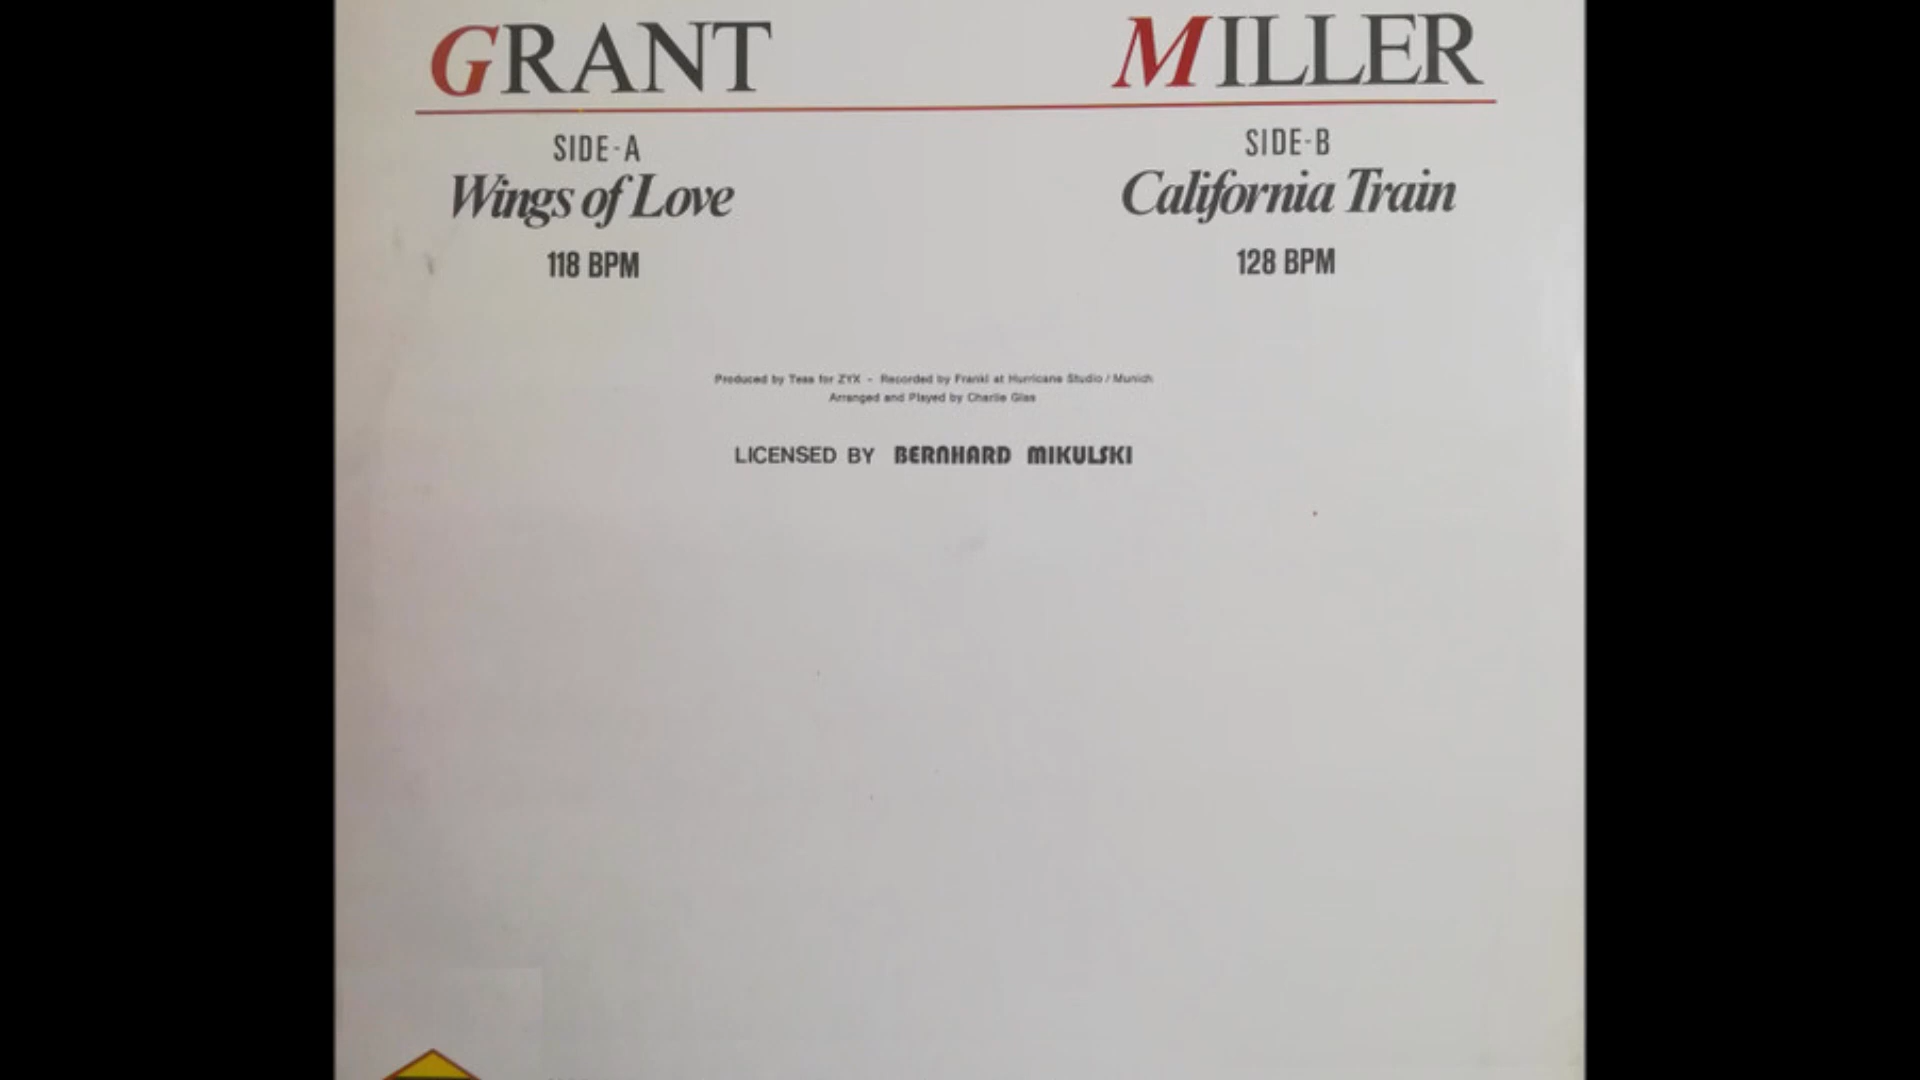 GRANT MILLER
SIDE-A SIDE-B
Wings of Love California Train
118 BPM 128 BPM
Produced by Tess for ZYX - Recorded by Frankl at Hurricane Studio / Munich
Arranged and Played by Charlie Glas
LICENSED BY BERNHARD MIKULSKI